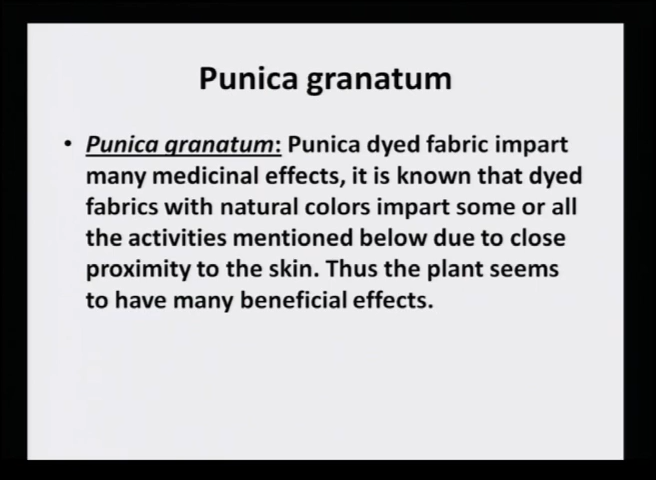 Punica granatum
• Punica granatum: Punica dyed fabric impart
many medicinal effects, it is known that dyed
fabrics with natural colors impart some or all
the activities mentioned below due to close
proximity to the skin. Thus the plant seems
to have many beneficial effects.